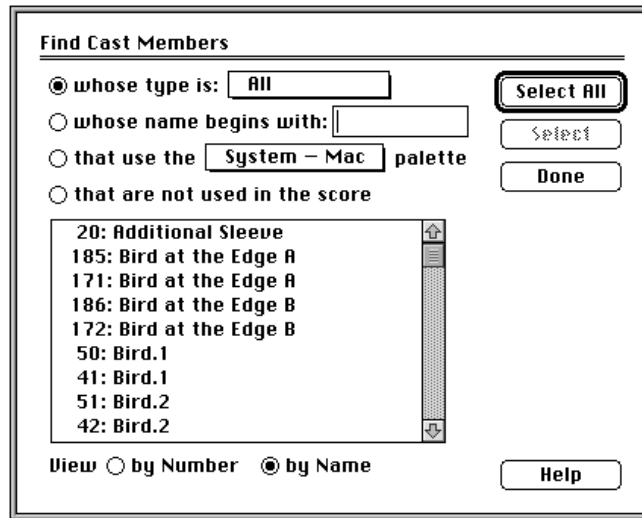 Find Cast Members
whose type is: All
Select All
whose name begins with:
Select
that use the System – Mac palette
Done
that are not used in the score
20: Additional Sleeve
185: Bird at the Edge A
171: Bird at the Edge A
186: Bird at the Edge B
172: Bird at the Edge B
50: Bird.1
41: Bird.1
51: Bird.2
42: Bird.2
View by Number by Name
Help